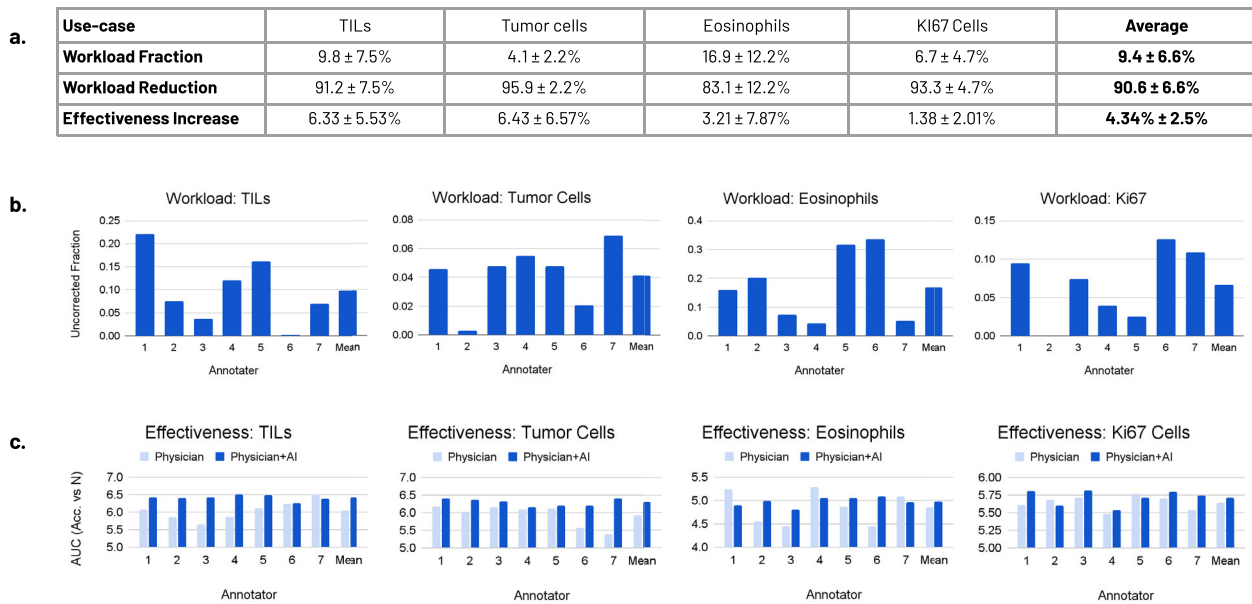 a.
Use-case TILs Tumor cells Eosinophils KI67 Cells Average
Workload Fraction 9.8 ± 7.5% 4.1 ± 2.2% 16.9 ± 12.2% 6.7 ± 4.7% 9.4 ± 6.6%
Workload Reduction 91.2 ± 7.5% 95.9 ± 2.2% 83.1 ± 12.2% 93.3 ± 4.7% 90.6 ± 6.6%
Effectiveness Increase 6.33 ± 5.53% 6.43 ± 6.57% 3.21 ± 7.87% 1.38 ± 2.01% 4.34% ± 2.5%
b.
Workload: TILs
Uncorrected Fraction
0.25
0.20
0.15
0.10
0.05
0.00
1 2 3 4 5 6 7 Mean
Annotater
Workload: Tumor Cells
0.08
0.06
0.04
0.02
0.00
1 2 3 4 5 6 7 Mean
Annotater
Workload: Eosinophils
0.4
0.3
0.2
0.1
0.0
1 2 3 4 5 6 7 Mean
Annotater
Workload: Ki67
0.15
0.10
0.05
0.00
1 2 3 4 5 6 7 Mean
Annotater
c.
Effectiveness: TILs
Physician Physician+AI
AUC (Acc. vs N)
7.0
6.5
6.0
5.5
5.0
1 2 3 4 5 6 7 Mean
Annotator
Effectiveness: Tumor Cells
Physician Physician+AI
7.0
6.5
6.0
5.5
5.0
1 2 3 4 5 6 7 Mean
Annotator
Effectiveness: Eosinophils
Physician Physician+AI
5.5
5.0
4.5
4.0
1 2 3 4 5 6 7 Mean
Annotator
Effectiveness: Ki67 Cells
Physician Physician+AI
6.00
5.75
5.50
5.25
5.00
1 2 3 4 5 6 7 Mean
Annotator